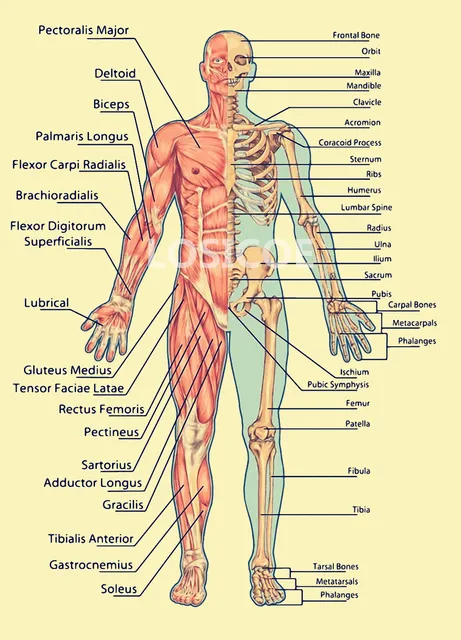 Pectoralis Major
Deltoid
Biceps
Palmaris Longus
Flexor Carpi Radialis
Brachioradialis
Flexor Digitorum
Superficialis
Lubrical
Gluteus Medius
Tensor Faciae Latae
Rectus Femoris
Pectineus
Sartorius
Adductor Longus
Gracilis
Tibialis Anterior
Gastrocnemius
Soleus
Frontal Bone
Orbit
Maxilla
Mandible
Clavicle
Acromion
Coracoid Process
Sternum
Ribs
Humerus
Lumbar Spine
Radius
Ulna
Ilium
Sacrum
Pubis
Carpal Bones
Metacarpals
Phalanges
Ischium
Pubic Symphysis
Femur
Patella
Fibula
Tibia
Tarsal Bones
Metatarsals
Phalanges